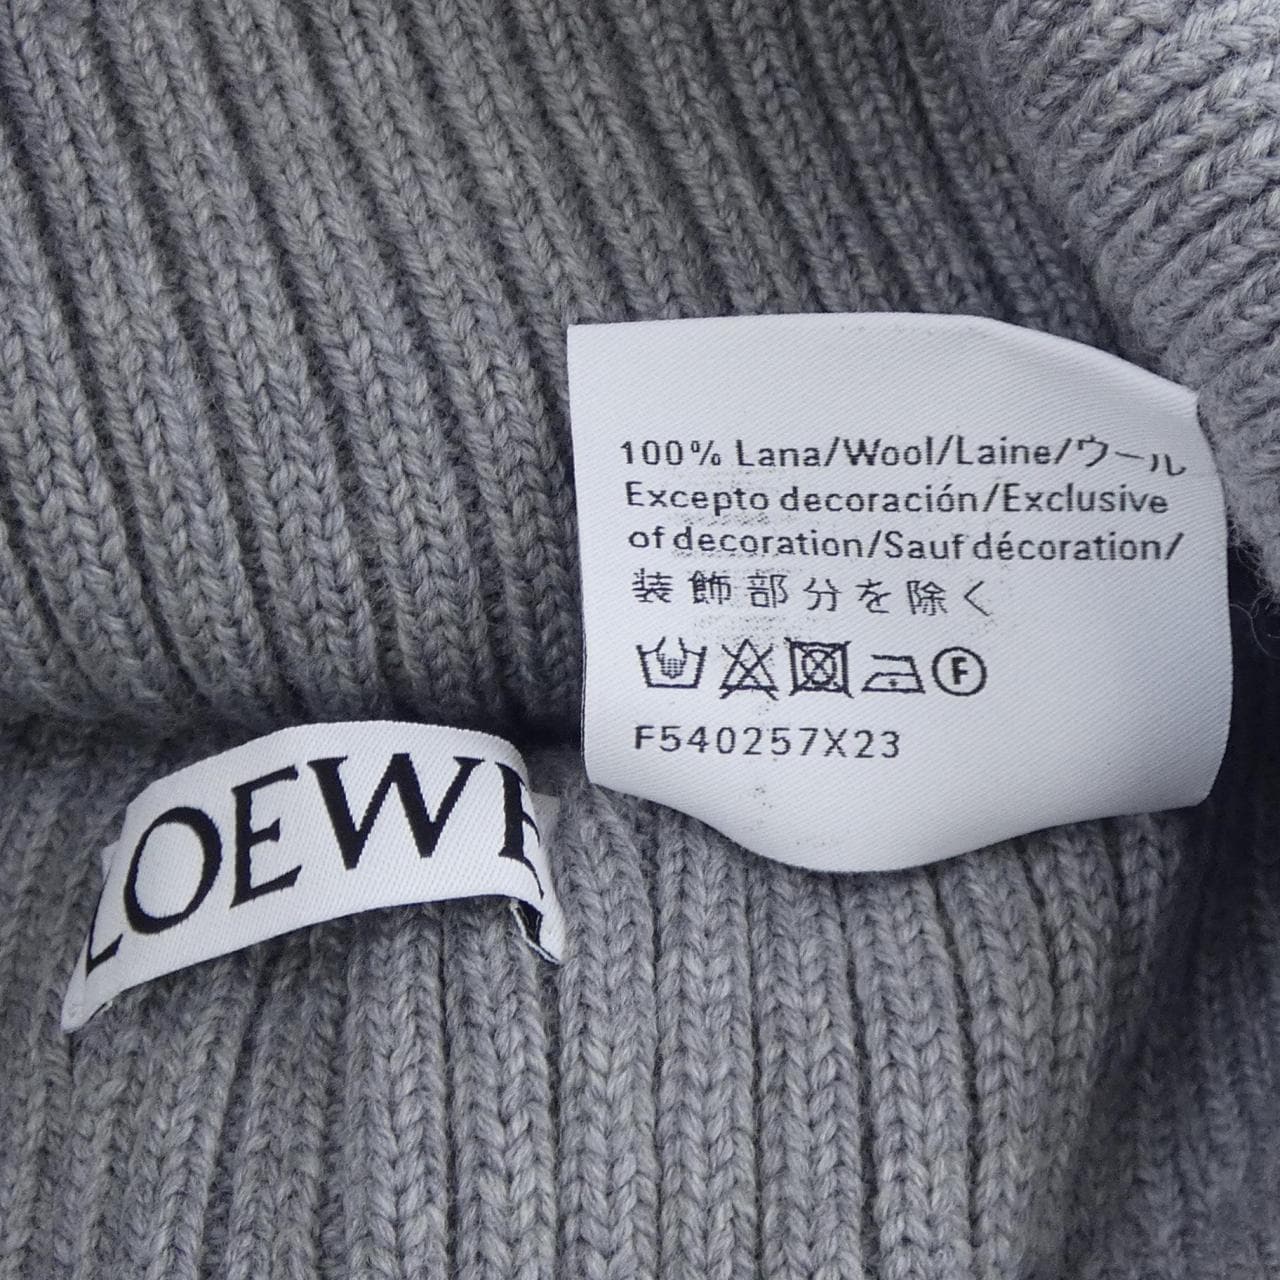 100% Lana/Wool/Laine/ウール
Excepto decoración/Exclusive
of decoration/Sauf décoration/
装飾部分を除く
F
F540257X23
LOEWE